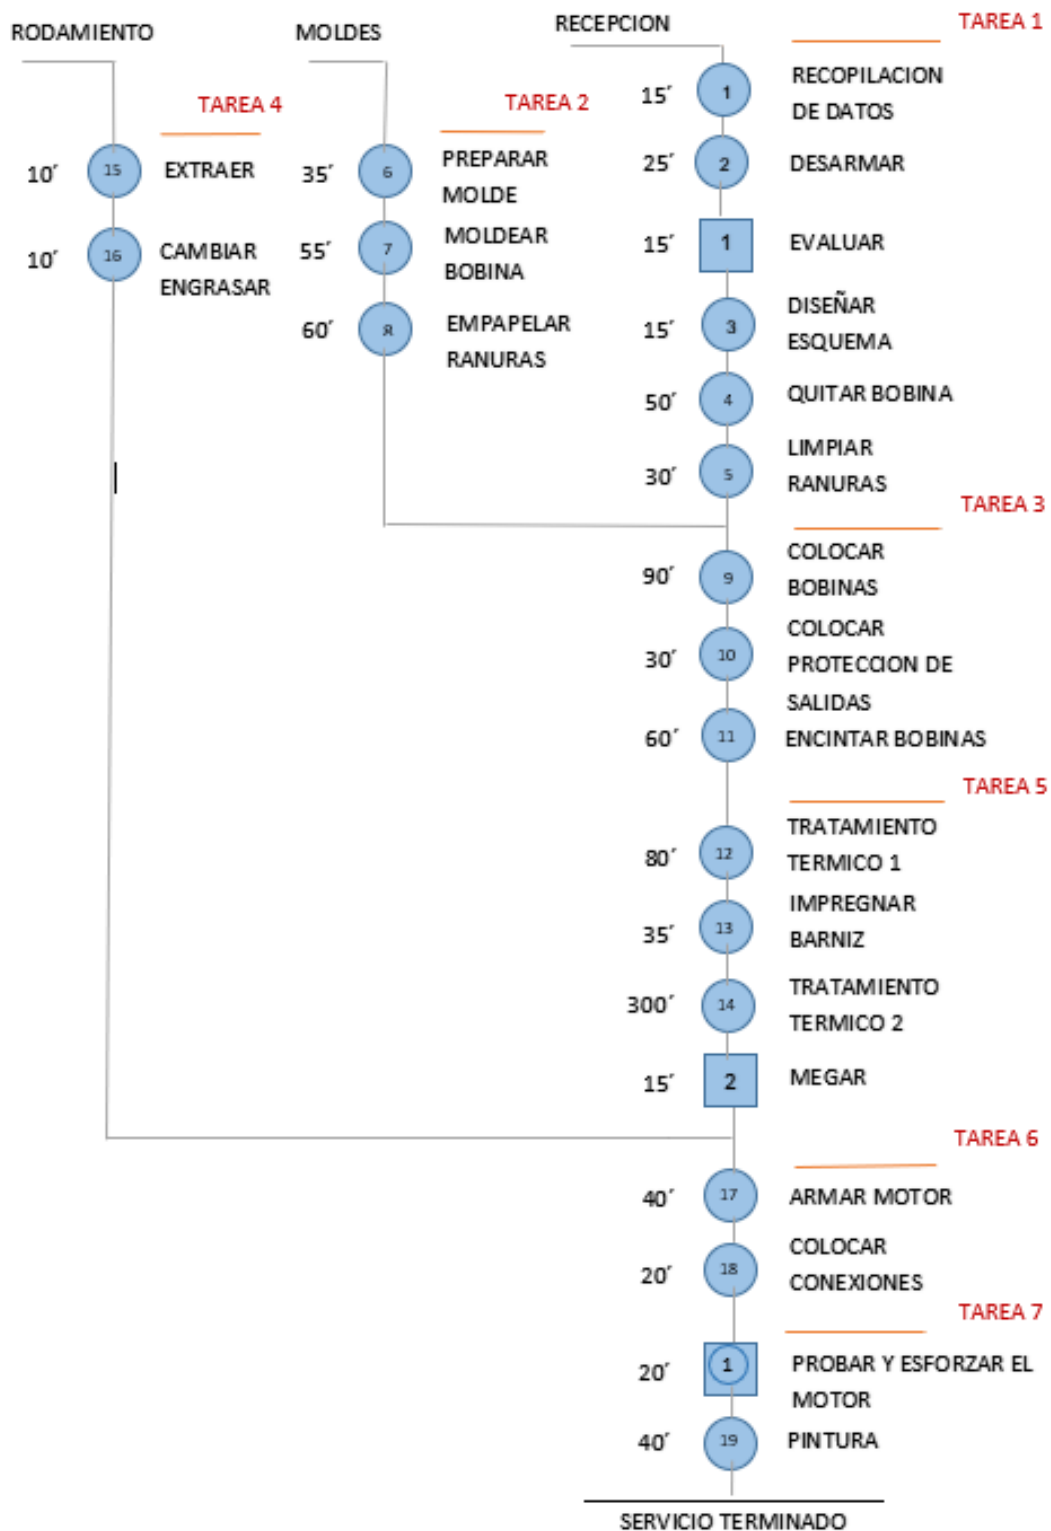 RODAMIENTO
TAREA 4
10´
15
EXTRAER
10´
16
CAMBIAR
ENGRASAR
MOLDES
TAREA 2
35´
6
PREPARAR
MOLDE
55´
7
MOLDEAR
BOBINA
60´
8
EMPAPELAR
RANURAS
RECEPCION
TAREA 1
15´
1
RECOPILACION
DE DATOS
25´
2
DESARMAR
15´
1
EVALUAR
15´
3
DISEÑAR
ESQUEMA
50´
4
QUITAR BOBINA
30´
5
LIMPIAR
RANURAS
TAREA 3
90´
9
COLOCAR
BOBINAS
30´
10
COLOCAR
PROTECCION DE
SALIDAS
60´
11
ENCINTAR BOBINAS
TAREA 5
80´
12
TRATAMIENTO
TERMICO 1
35´
13
IMPREGNAR
BARNIZ
300´
14
TRATAMIENTO
TERMICO 2
15´
2
MEGAR
TAREA 6
40´
17
ARMAR MOTOR
20´
18
COLOCAR
CONEXIONES
TAREA 7
20´
1
PROBAR Y ESFORZAR EL
MOTOR
40´
19
PINTURA
SERVICIO TERMINADO